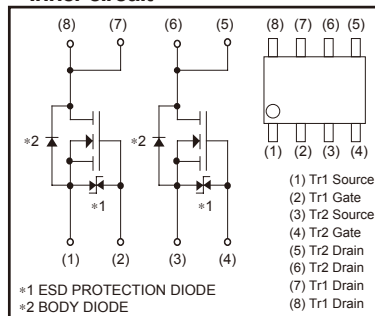 Inner circuit
(8) (7) (6) (5)
(8) (7) (6) (5)
*2 *2
*1 *1
(1) (2) (3) (4)
(1) (2) (3) (4)
(1) Tr1 Source
(2) Tr1 Gate
(3) Tr2 Source
(4) Tr2 Gate
(5) Tr2 Drain
(6) Tr2 Drain
(7) Tr1 Drain
(8) Tr1 Drain
*1 ESD PROTECTION DIODE
*2 BODY DIODE